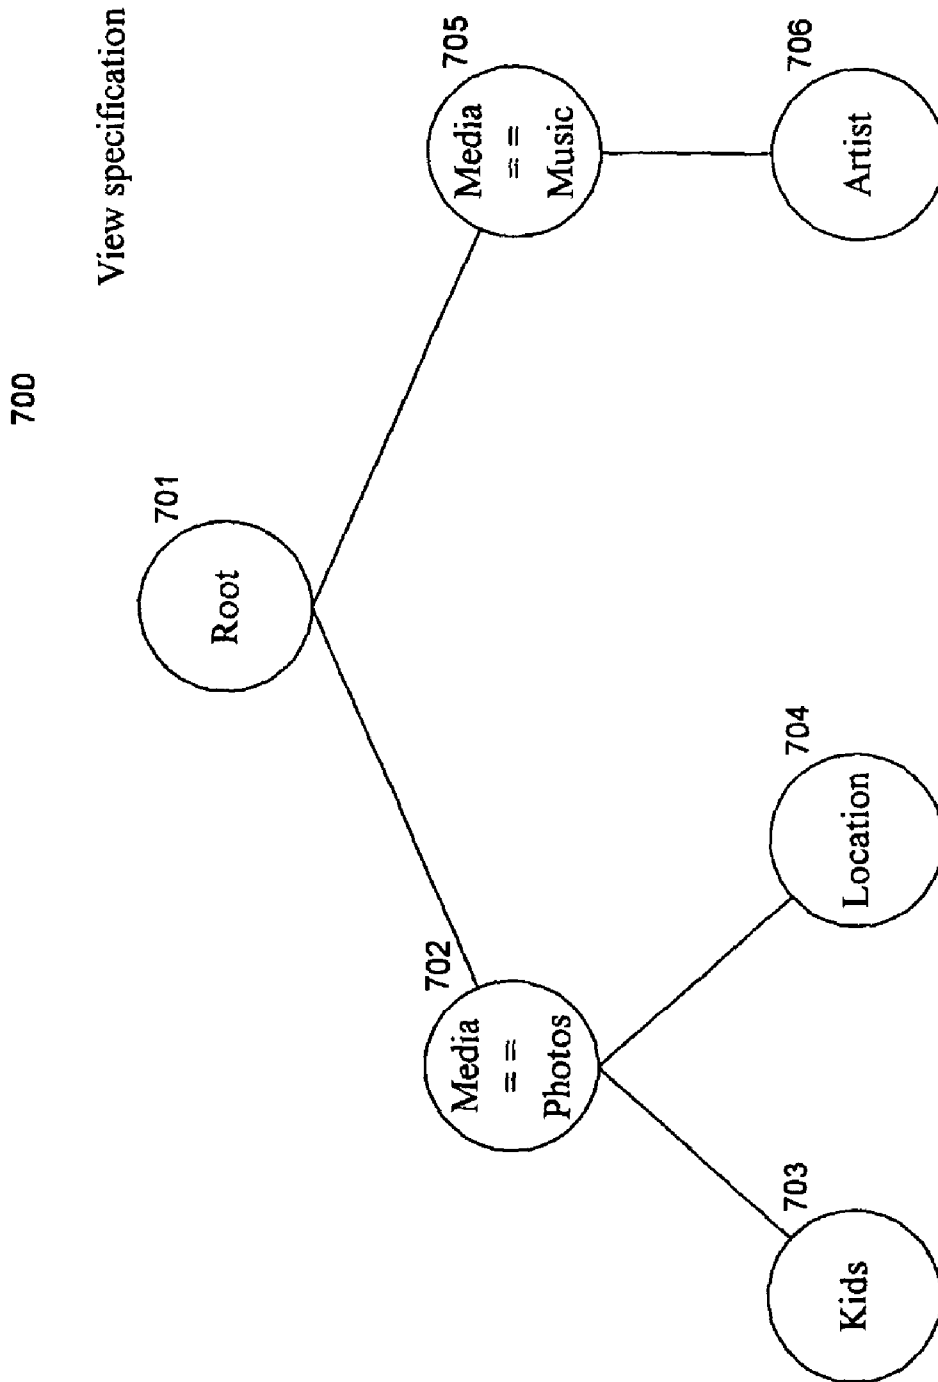 700
View specification
701
Root
702
Media
==
Photos
705
Media
==
Music
703
Kids
704
Location
706
Artist